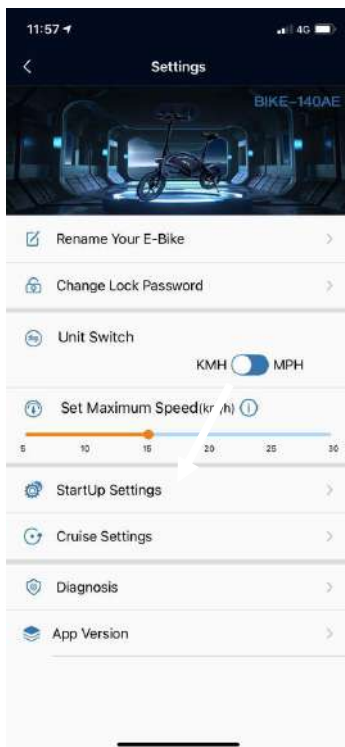 11:57 4G
Settings
BIKE-140AE
Rename Your E-Bike
Change Lock Password
Unit Switch
KMH MPH
Set Maximum Speed(km/h)
5 10 15 20 25 30
StartUp Settings
Cruise Settings
Diagnosis
App Version